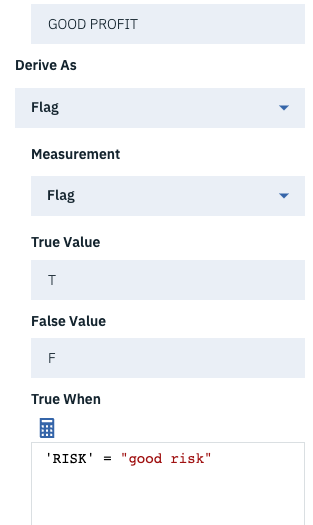 GOOD PROFIT
Derive As
Flag
Measurement
Flag
True Value
T
False Value
F
True When
'RISK' = "good risk"